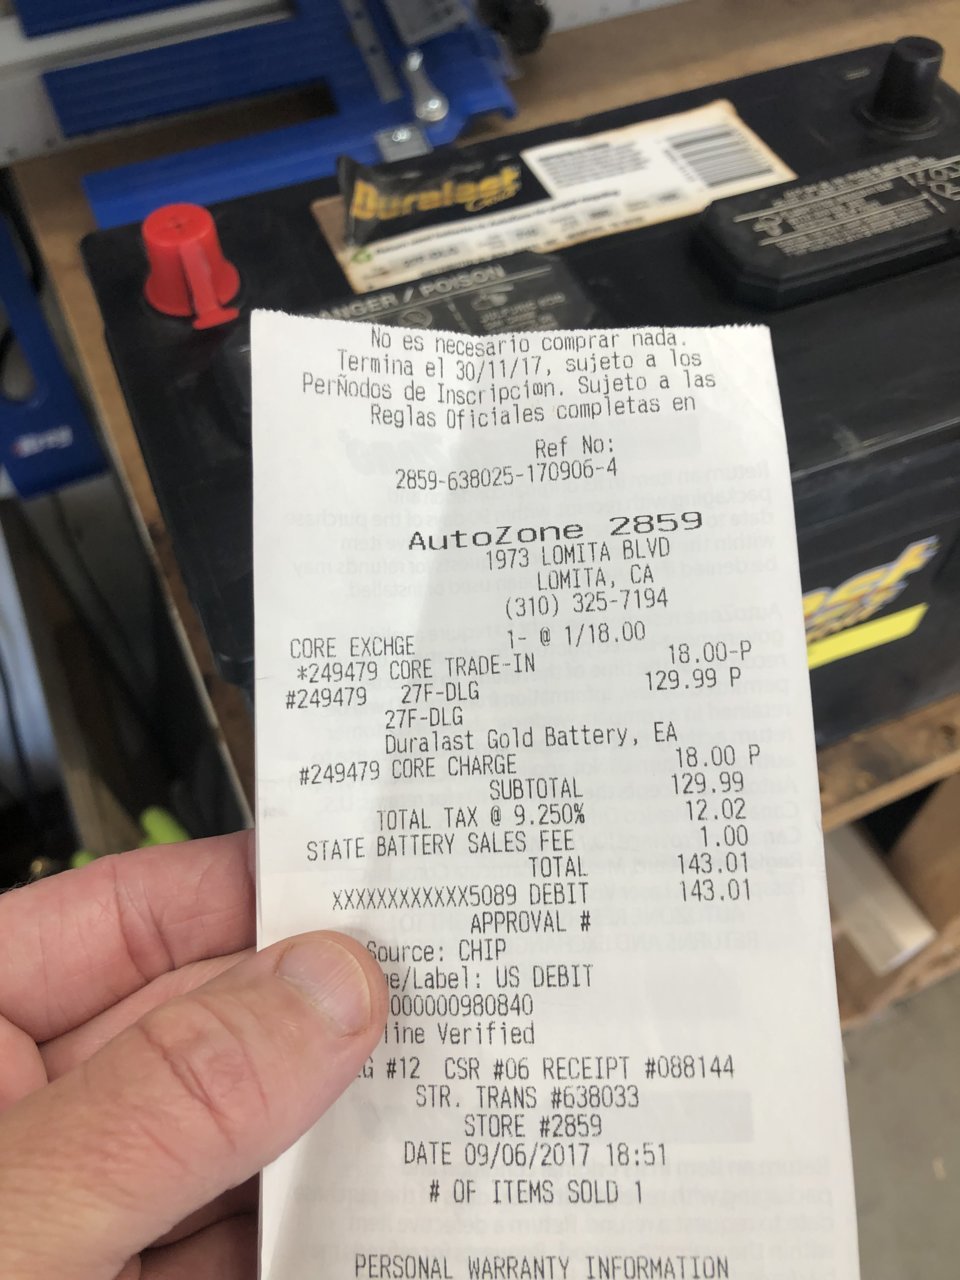 Duralast
DANGER / POISON
No es necesario comprar nada.
Termina el 30/11/17, sujeto a los
PerÑodos de Inscripcion. Sujeto a las
Reglas Oficiales completas en
Ref No:
2859-638025-170906-4
AutoZone 2859
1973 LOMITA BLVD
LOMITA, CA
(310) 325-7194
CORE EXCHGE 1- @ 1/18.00
*249479 CORE TRADE-IN 18.00-P
#249479 27F-DLG 129.99 P
27F-DLG
Duralast Gold Battery, EA
#249479 CORE CHARGE 18.00 P
SUBTOTAL 129.99
TOTAL TAX @ 9.250% 12.02
STATE BATTERY SALES FEE 1.00
TOTAL 143.01
XXXXXXXXXXXX5089 DEBIT 143.01
APPROVAL #
Source: CHIP
me/Label: US DEBIT
000000980840
line Verified
G #12 CSR #06 RECEIPT #088144
STR. TRANS #638033
STORE #2859
DATE 09/06/2017 18:51
# OF ITEMS SOLD 1
PERSONAL WARRANTY INFORMATION